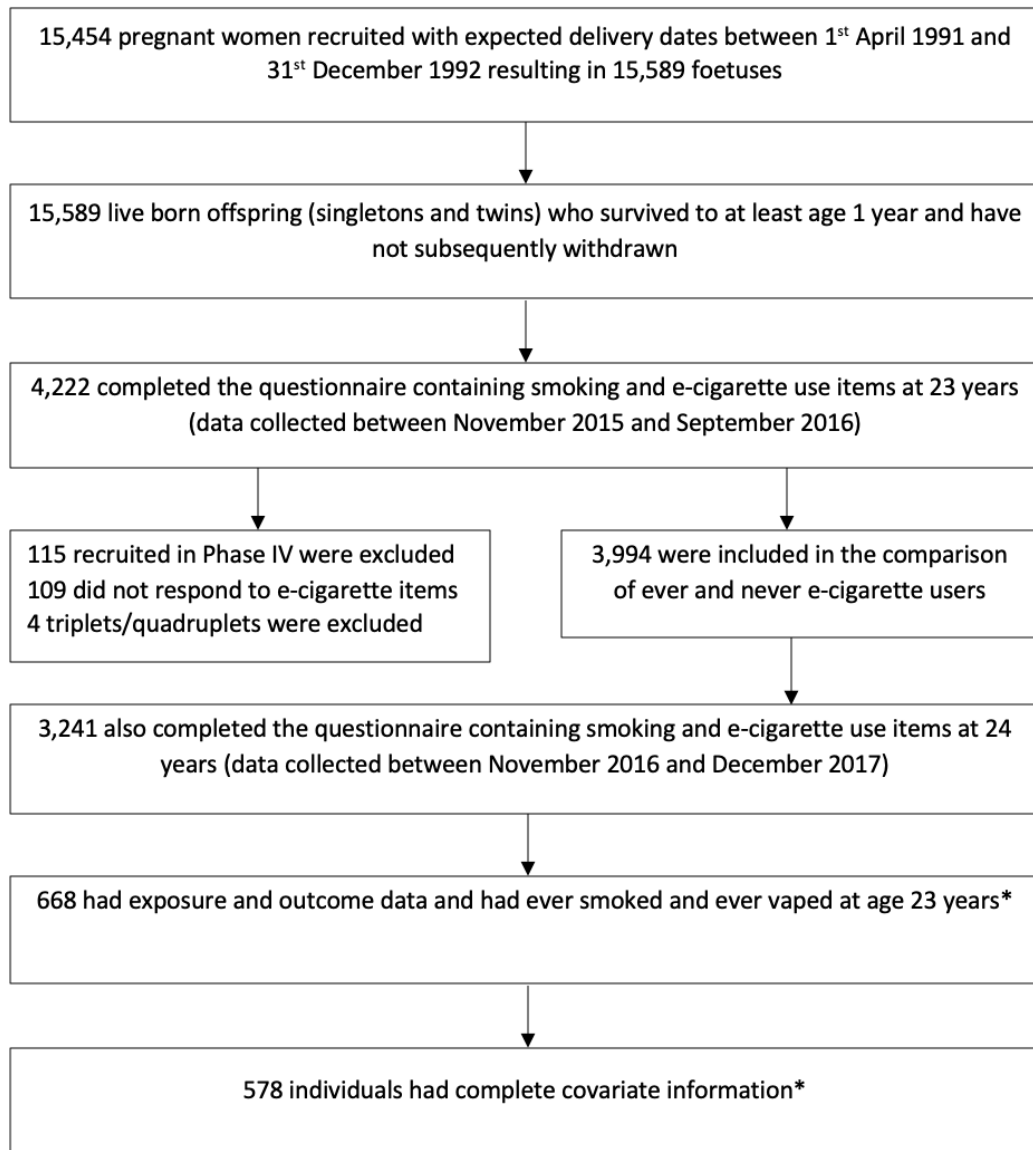 15,454 pregnant women recruited with expected delivery dates between 1st April 1991 and
31st December 1992 resulting in 15,589 foetuses
15,589 live born offspring (singletons and twins) who survived to at least age 1 year and have
not subsequently withdrawn
4,222 completed the questionnaire containing smoking and e-cigarette use items at 23 years
(data collected between November 2015 and September 2016)
115 recruited in Phase IV were excluded
109 did not respond to e-cigarette items
4 triplets/quadruplets were excluded
3,994 were included in the comparison
of ever and never e-cigarette users
3,241 also completed the questionnaire containing smoking and e-cigarette use items at 24
years (data collected between November 2016 and December 2017)
668 had exposure and outcome data and had ever smoked and ever vaped at age 23 years*
578 individuals had complete covariate information*